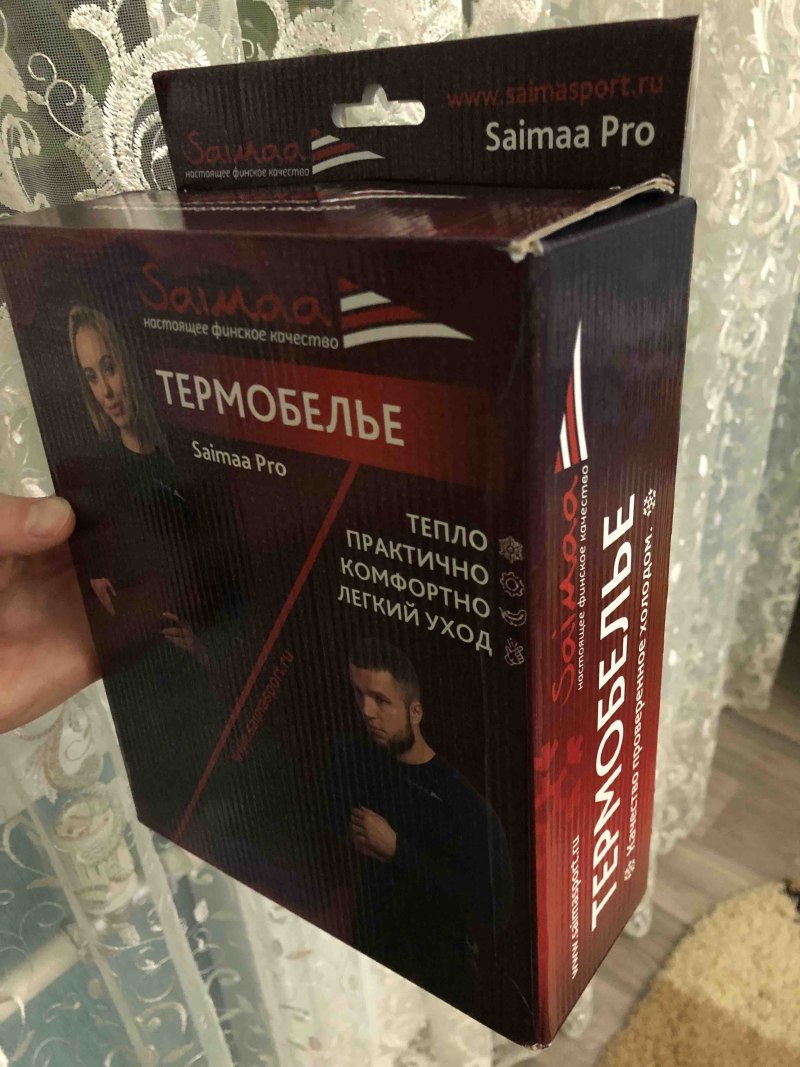 www.saimasport.ru
Saimaa
настоящее финское качество
Saimaa Pro
Saimaa
настоящее финское качество
ТЕРМОБЕЛЬЕ
Saimaa Pro
ТЕПЛО
ПРАКТИЧНО
КОМФОРТНО
ЛЕГКИЙ УХОД
www.saimasport.ru
Saimaa
настоящее финское качество
ТЕРМОБЕЛЬЕ
Качество проверенное холодом.
www.saimasport.ru